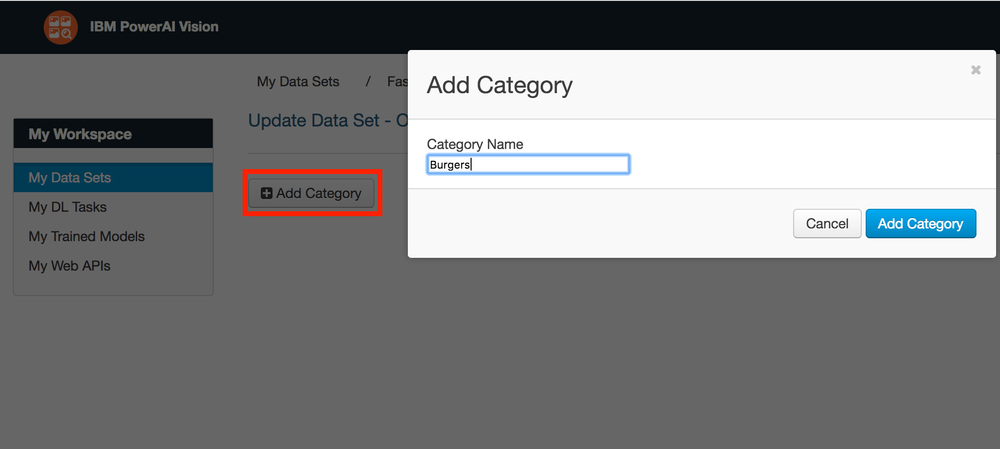 IBM PowerAI Vision
My Data Sets / Fas
Update Data Set - O
My Workspace
My Data Sets
My DL Tasks
My Trained Models
My Web APIs
Add Category
Add Category
Category Name
Burgers
Cancel Add Category